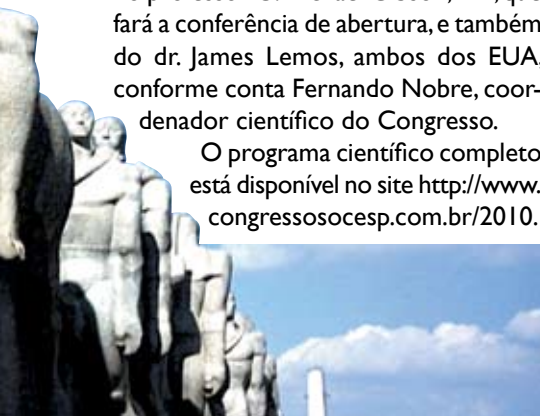 fará a conferência de abertura, e também
do dr. James Lemos, ambos dos EUA,
conforme conta Fernando Nobre, coor-
denador científico do Congresso.
O programa científico completo
está disponível no site http://www.
congressosocesp.com.br/2010.